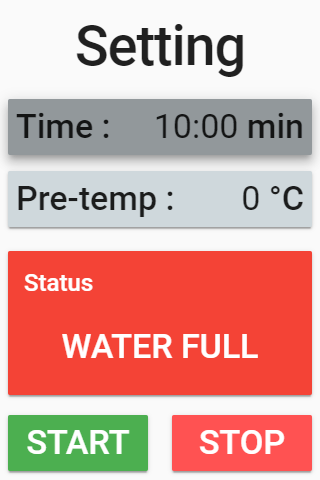 Setting
Time : 10:00 min
Pre-temp : 0 °C
Status
WATER FULL
START STOP